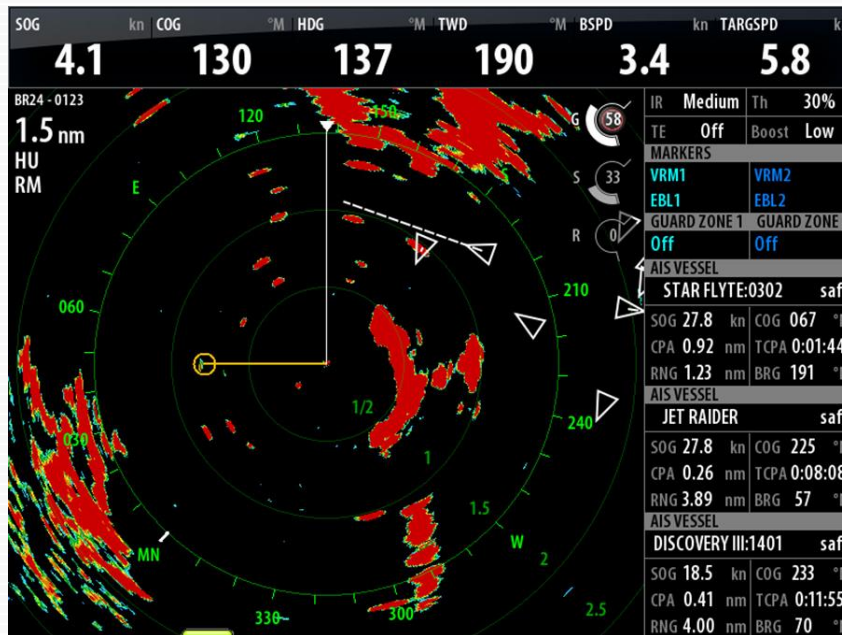 SOG kn COG °M HDG °M TWD °M BSPD kn TARGSPD k
4.1 130 137 190 3.4 5.8
BR24 - 0123
1.5 nm
HU
RM
G 58
S 33
R 0
120
150
E
S
060
210
030
240
1/2
1
1.5
W
2
MN
330
300
2.5
IR Medium Th 30%
TE Off Boost Low
MARKERS
VRM1 VRM2
EBL1 EBL2
GUARD ZONE 1 GUARD ZONE
Off Off
AIS VESSEL
STAR FLYTE:0302 saf
SOG 27.8 kn COG 067 °
CPA 0.92 nm TCPA 0:01:44
RNG 1.23 nm BRG 191 °
AIS VESSEL
JET RAIDER saf
SOG 27.8 kn COG 225 °
CPA 0.26 nm TCPA 0:08:08
RNG 3.89 nm BRG 57 °
AIS VESSEL
DISCOVERY III:1401 saf
SOG 18.5 kn COG 233 °
CPA 0.41 nm TCPA 0:11:55
RNG 4.00 nm BRG 70 °